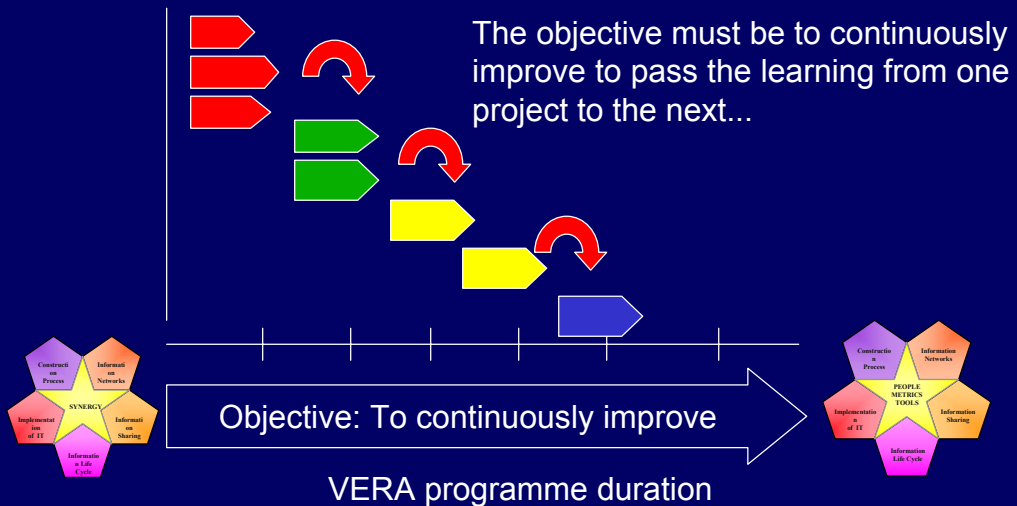 The objective must be to continuously
improve to pass the learning from one
project to the next...
Constructi
on
Process
Informati
on
Networks
SYNERGY
Implementat
ion
of IT
Informati
on
Sharing
Informatio
n Life
Cycle
Objective: To continuously improve
Constructio
n
Process
Information
Networks
PEOPLE
METRICS
TOOLS
Implementatio
n
of IT
Information
Sharing
Information
Life Cycle
VERA programme duration